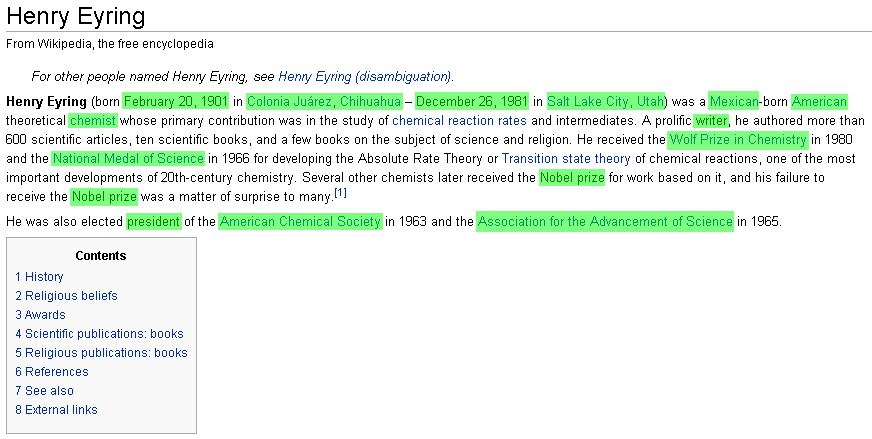 Henry Eyring
From Wikipedia, the free encyclopedia
For other people named Henry Eyring, see Henry Eyring (disambiguation).
Henry Eyring (born February 20, 1901 in Colonia Juárez, Chihuahua – December 26, 1981 in Salt Lake City, Utah) was a Mexican-born American
theoretical chemist whose primary contribution was in the study of chemical reaction rates and intermediates. A prolific writer, he authored more than
600 scientific articles, ten scientific books, and a few books on the subject of science and religion. He received the Wolf Prize in Chemistry in 1980
and the National Medal of Science in 1966 for developing the Absolute Rate Theory or Transition state theory of chemical reactions, one of the most
important developments of 20th-century chemistry. Several other chemists later received the Nobel prize for work based on it, and his failure to
receive the Nobel prize was a matter of surprise to many.[1]
He was also elected president of the American Chemical Society in 1963 and the Association for the Advancement of Science in 1965.
Contents
1 History
2 Religious beliefs
3 Awards
4 Scientific publications: books
5 Religious publications: books
6 References
7 See also
8 External links